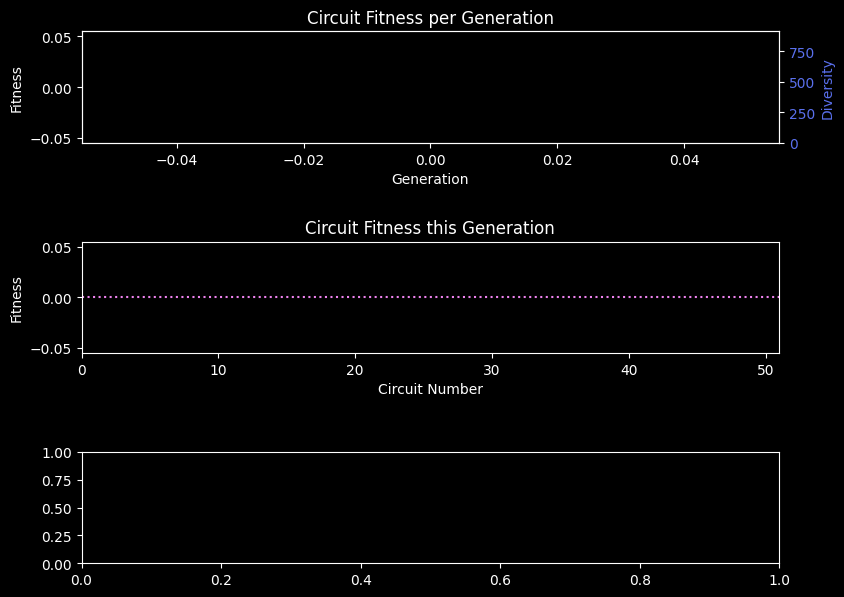 Circuit Fitness per Generation
0.05
0.00
−0.05
Fitness
750
500
250
0
Diversity
−0.04 −0.02 0.00 0.02 0.04
Generation
Circuit Fitness this Generation
0.05
0.00
−0.05
Fitness
0 10 20 30 40 50
Circuit Number
1.00
0.75
0.50
0.25
0.00
0.0 0.2 0.4 0.6 0.8 1.0